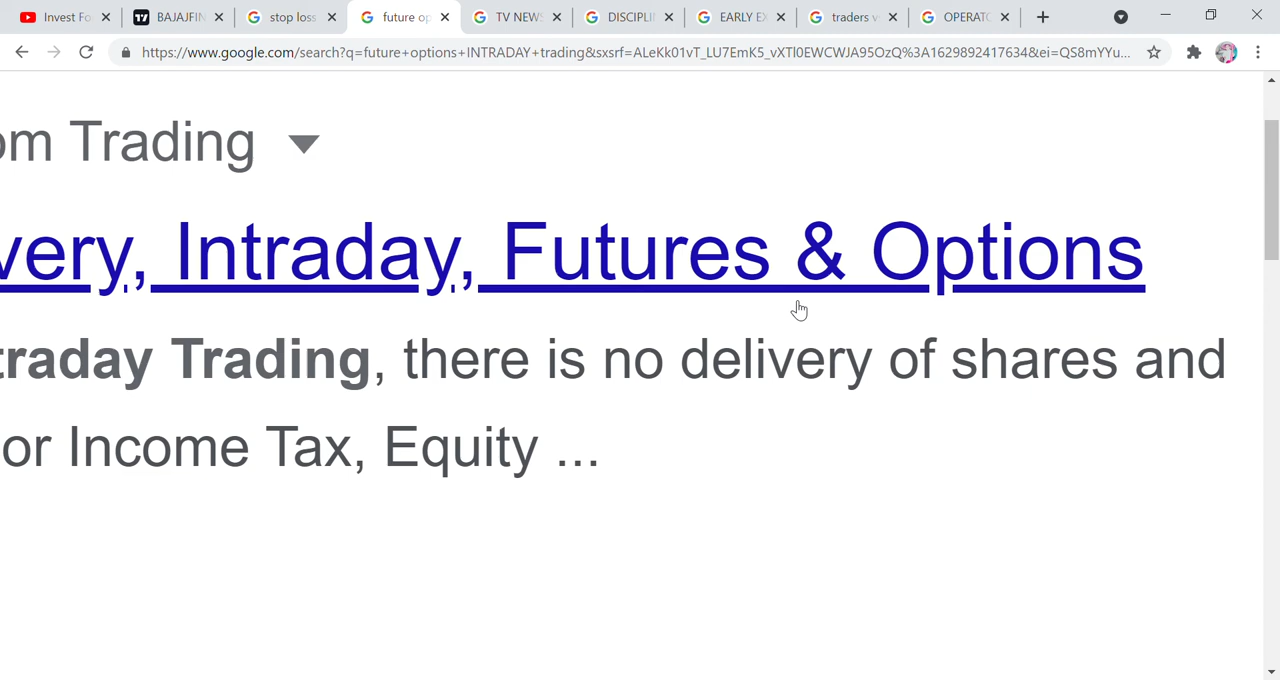 Invest Fo
BAJAJFIN
stop loss
future op
TV NEWS
DISCIPLIN
EARLY EX
traders v
OPERATO
https://www.google.com/search?q=future+options+INTRADAY+trading&sxsrf=ALeKk01vT_LU7EmK5_vXTl0EWCWJA95OzQ%3A1629892417634&ei=QS8mYYu...
om Trading
very, Intraday, Futures & Options
traday Trading, there is no delivery of shares and
or Income Tax, Equity ...